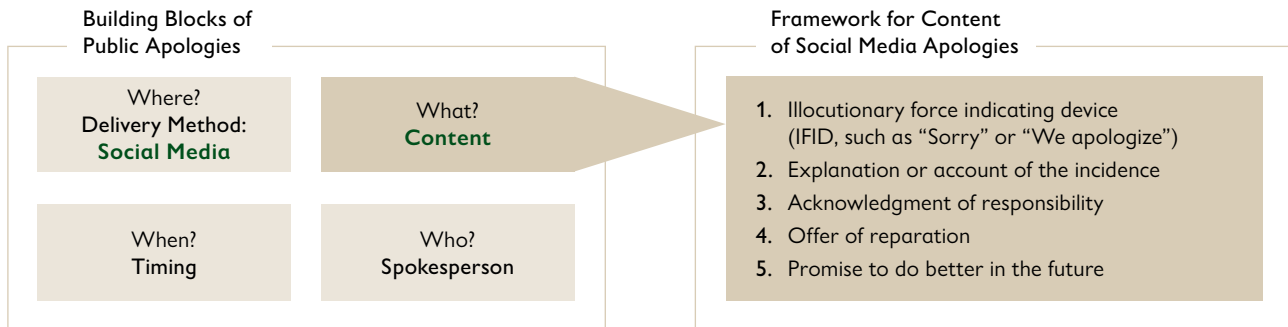 Building Blocks of
Public Apologies
Where?
Delivery Method:
Social Media
What?
Content
When?
Timing
Who?
Spokesperson
Framework for Content
of Social Media Apologies
1. Illocutionary force indicating device
(IFID, such as “Sorry” or “We apologize”)
2. Explanation or account of the incidence
3. Acknowledgment of responsibility
4. Offer of reparation
5. Promise to do better in the future